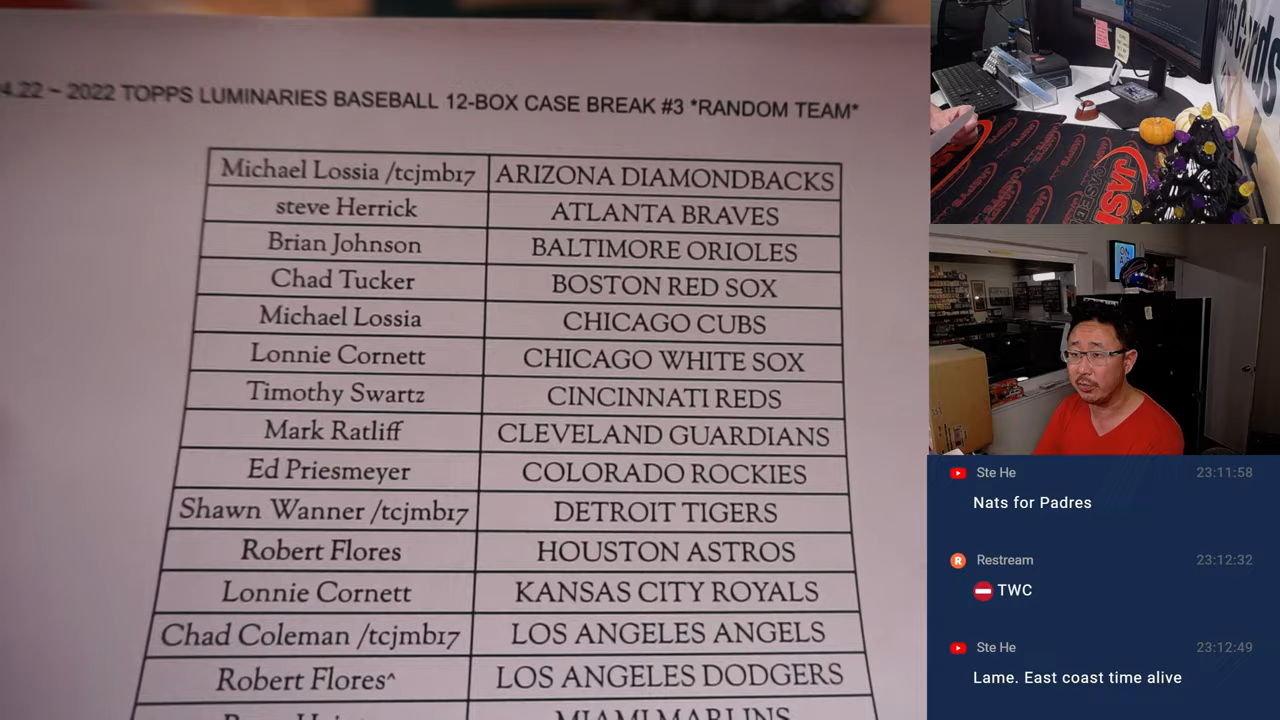 4.22 ~ 2022 TOPPS LUMINARIES BASEBALL 12-BOX CASE BREAK #3 *RANDOM TEAM*
Michael Lossia /tcjmb17 ARIZONA DIAMONDBACKS
steve Herrick ATLANTA BRAVES
Brian Johnson BALTIMORE ORIOLES
Chad Tucker BOSTON RED SOX
Michael Lossia CHICAGO CUBS
Lonnie Cornett CHICAGO WHITE SOX
Timothy Swartz CINCINNATI REDS
Mark Ratliff CLEVELAND GUARDIANS
Ed Priesmeyer COLORADO ROCKIES
Shawn Wanner /tcjmb17 DETROIT TIGERS
Robert Flores HOUSTON ASTROS
Lonnie Cornett KANSAS CITY ROYALS
Chad Coleman /tcjmb17 LOS ANGELES ANGELS
Robert Flores^ LOS ANGELES DODGERS
MIAMI MARLINS
Ste He 23:11:58
Nats for Padres
R Restream 23:12:32
TWC
Ste He 23:12:49
Lame. East coast time alive